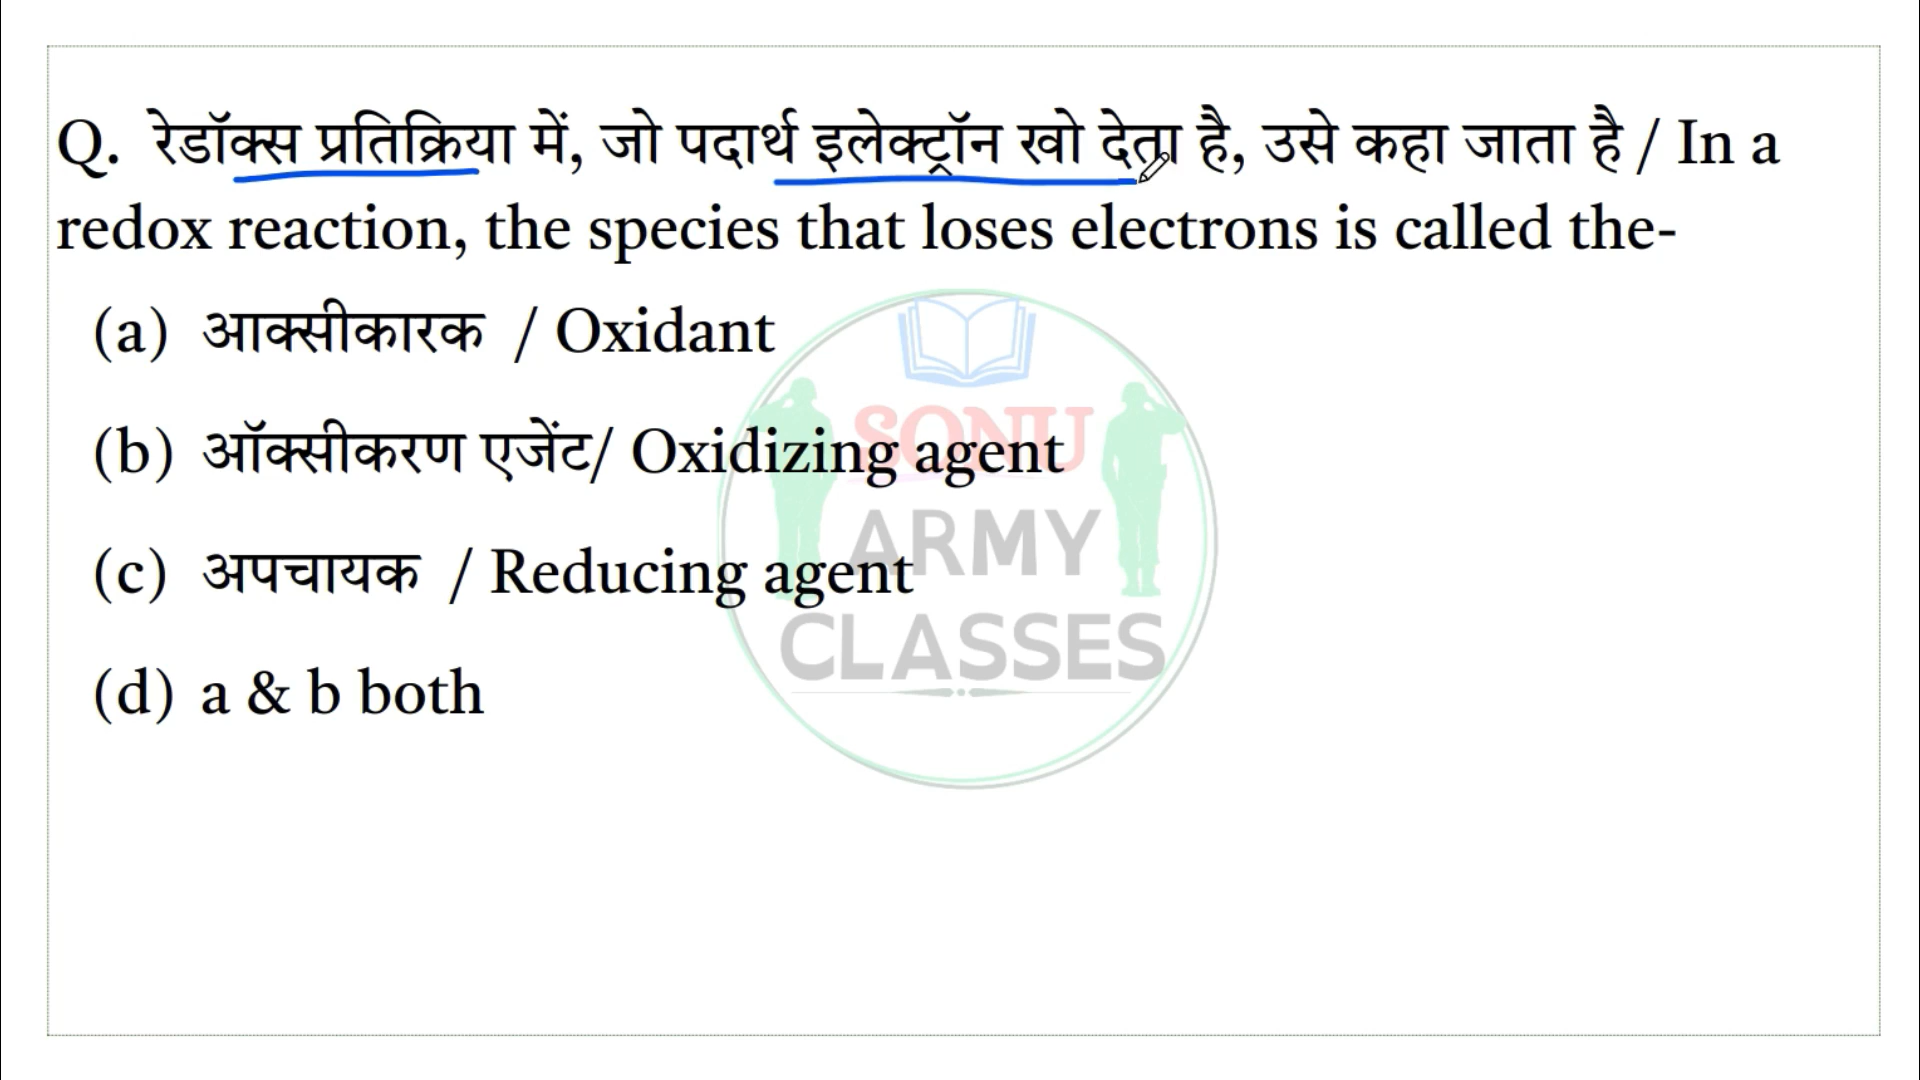 Q. रेडॉक्स प्रतिक्रिया में, जो पदार्थ इलेक्ट्रॉन खो देता है, उसे कहा जाता है / In a
redox reaction, the species that loses electrons is called the-
(a) आक्सीकारक / Oxidant
(b) ऑक्सीकरण एजेंट/ Oxidizing agent
(c) अपचायक / Reducing agent
(d) a & b both
SONU
ARMY
CLASSES